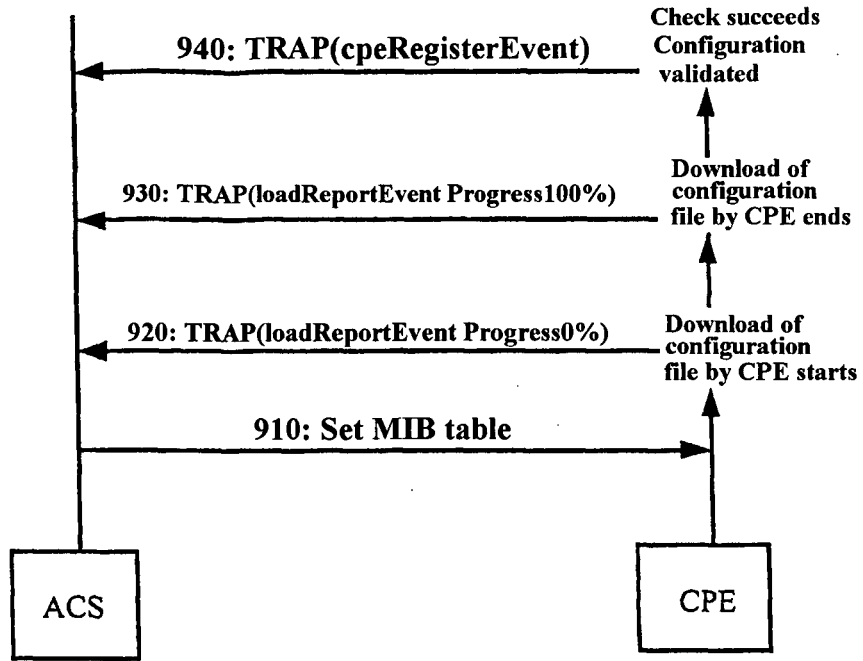 Check succeeds
940: TRAP(cpeRegisterEvent)
Configuration
validated
930: TRAP(loadReportEvent Progress100%)
Download of
configuration
file by CPE ends
920: TRAP(loadReportEvent Progress0%)
Download of
configuration
file by CPE starts
910: Set MIB table
ACS
CPE